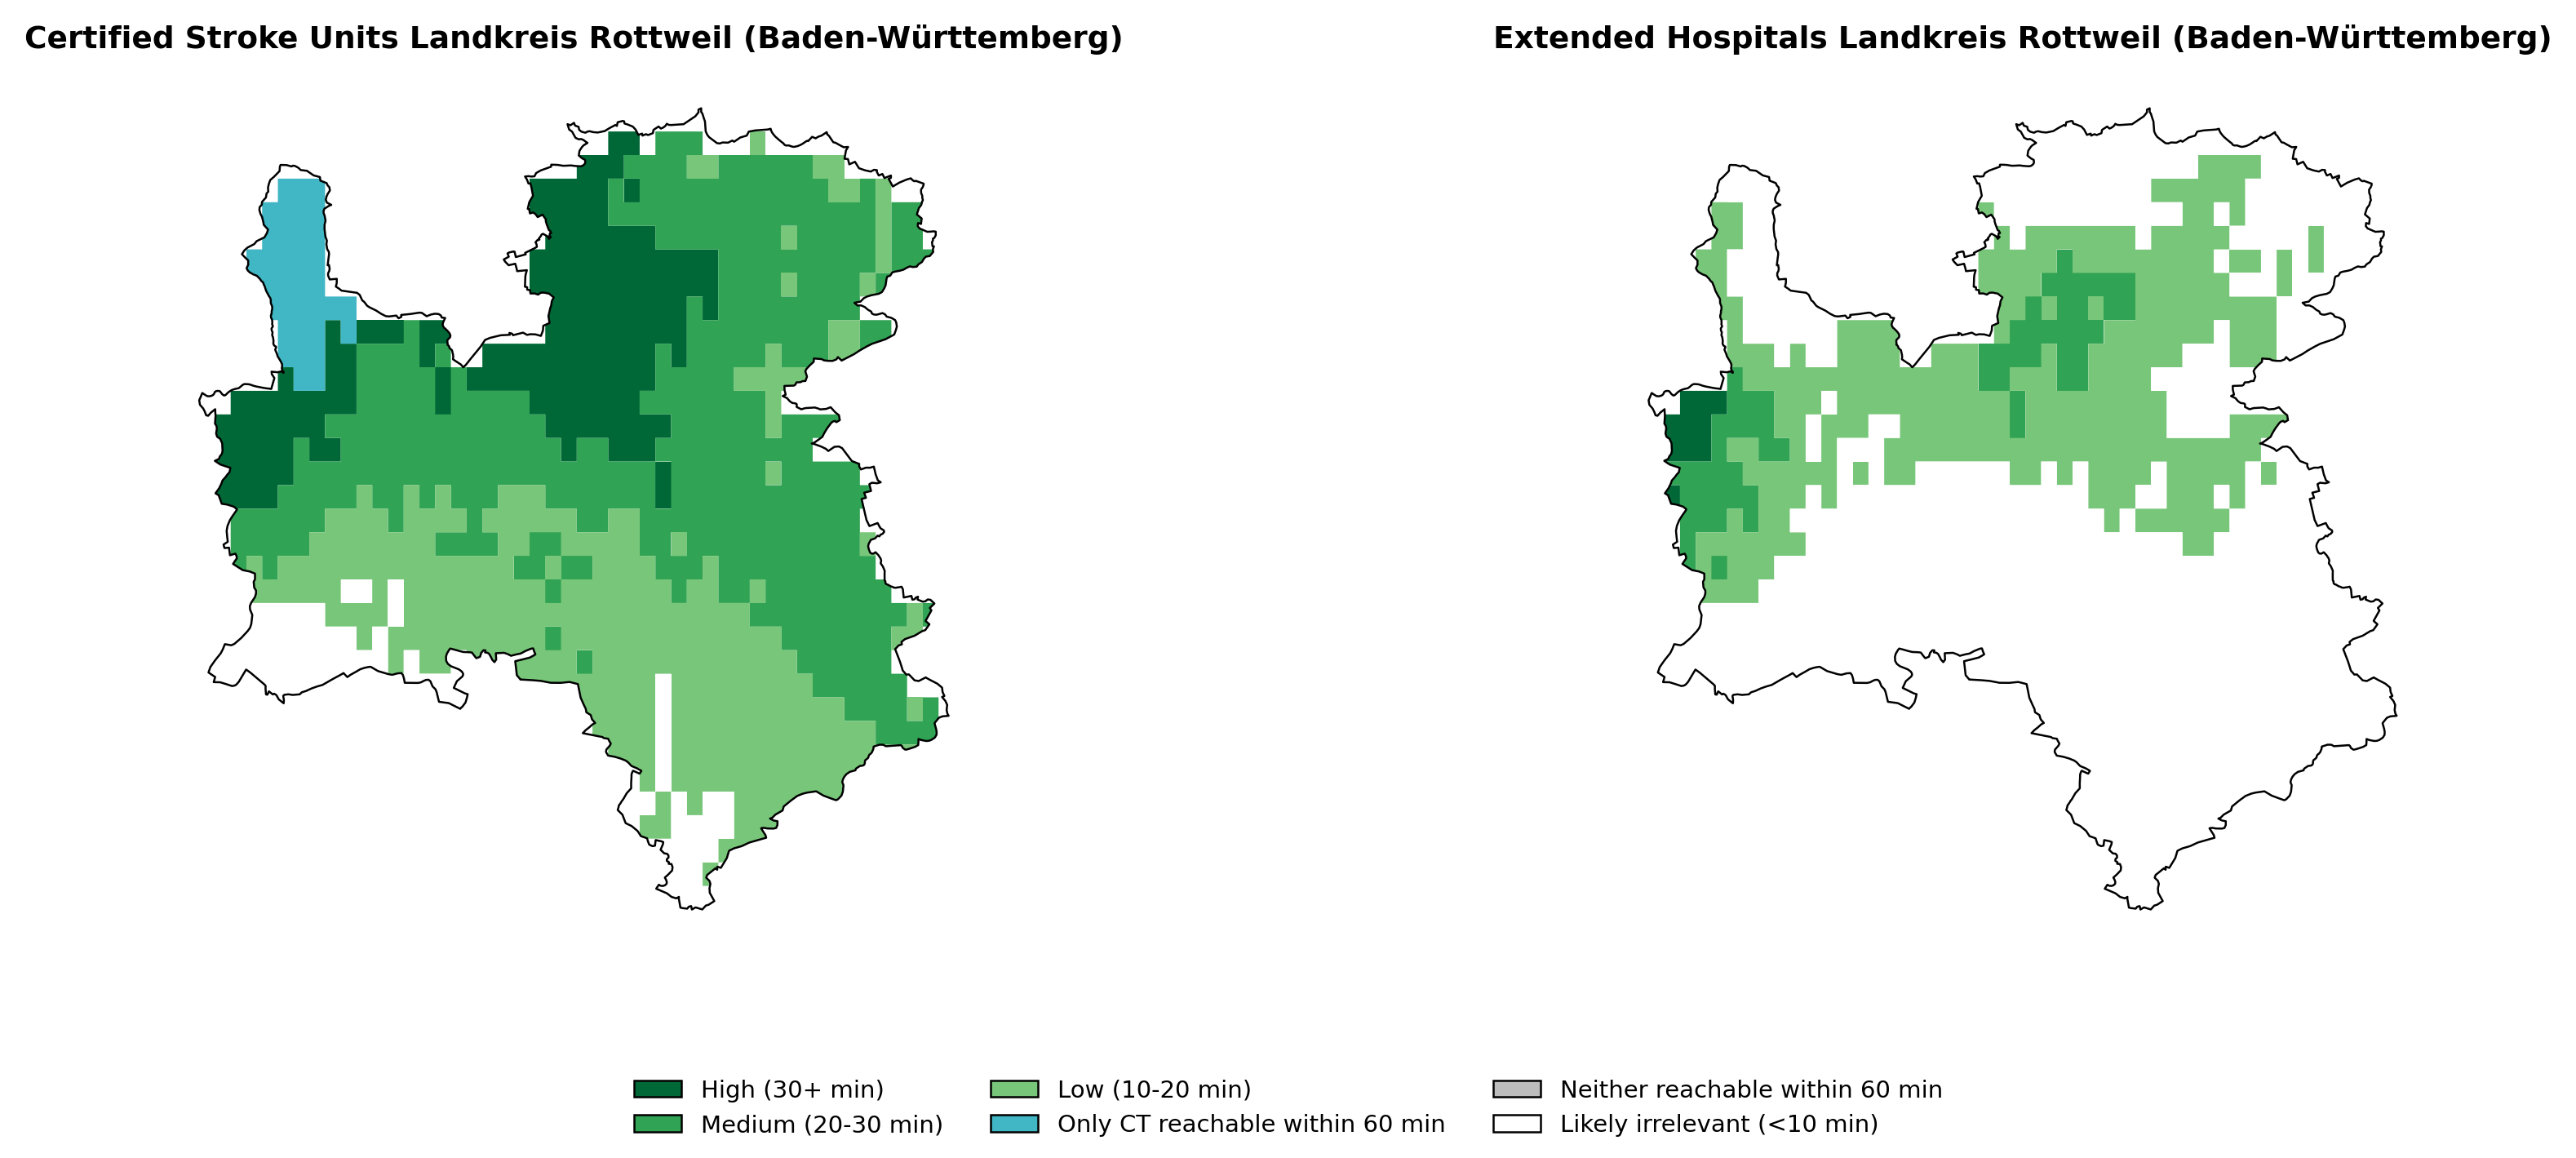 Certified Stroke Units Landkreis Rottweil (Baden-Württemberg)
Extended Hospitals Landkreis Rottweil (Baden-Württemberg)
High (30+ min)
Medium (20-30 min)
Low (10-20 min)
Only CT reachable within 60 min
Neither reachable within 60 min
Likely irrelevant (<10 min)